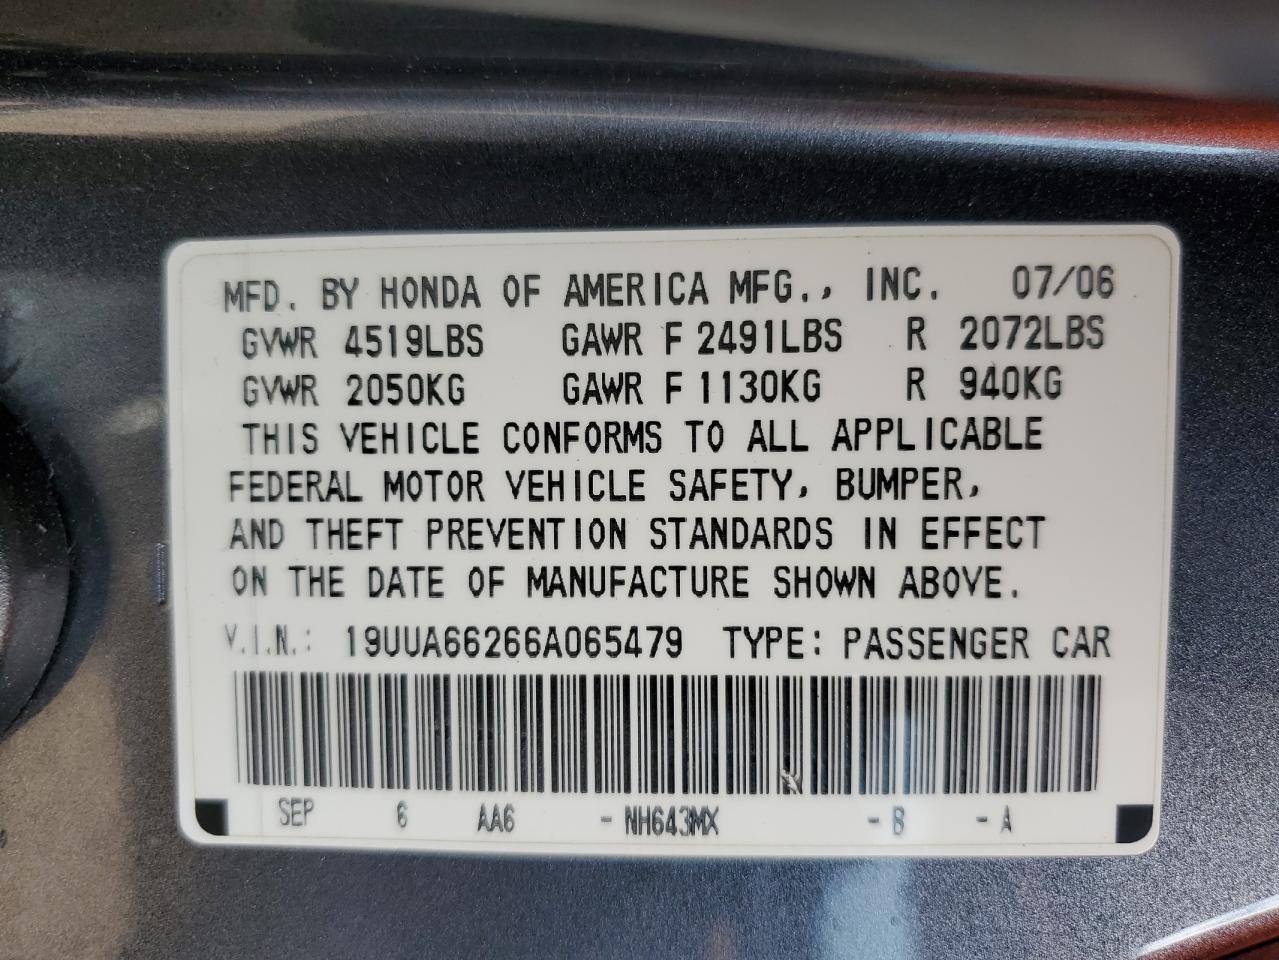 MFD. BY HONDA OF AMERICA MFG., INC. 07/06
GVWR 4519LBS GAWR F 2491LBS R 2072LBS
GVWR 2050KG GAWR F 1130KG R 940KG
THIS VEHICLE CONFORMS TO ALL APPLICABLE
FEDERAL MOTOR VEHICLE SAFETY, BUMPER,
AND THEFT PREVENTION STANDARDS IN EFFECT
ON THE DATE OF MANUFACTURE SHOWN ABOVE.
V.I.N.: 19UUA66266A065479 TYPE: PASSENGER CAR
SEP 6 AA6 -NH643MX -B -A